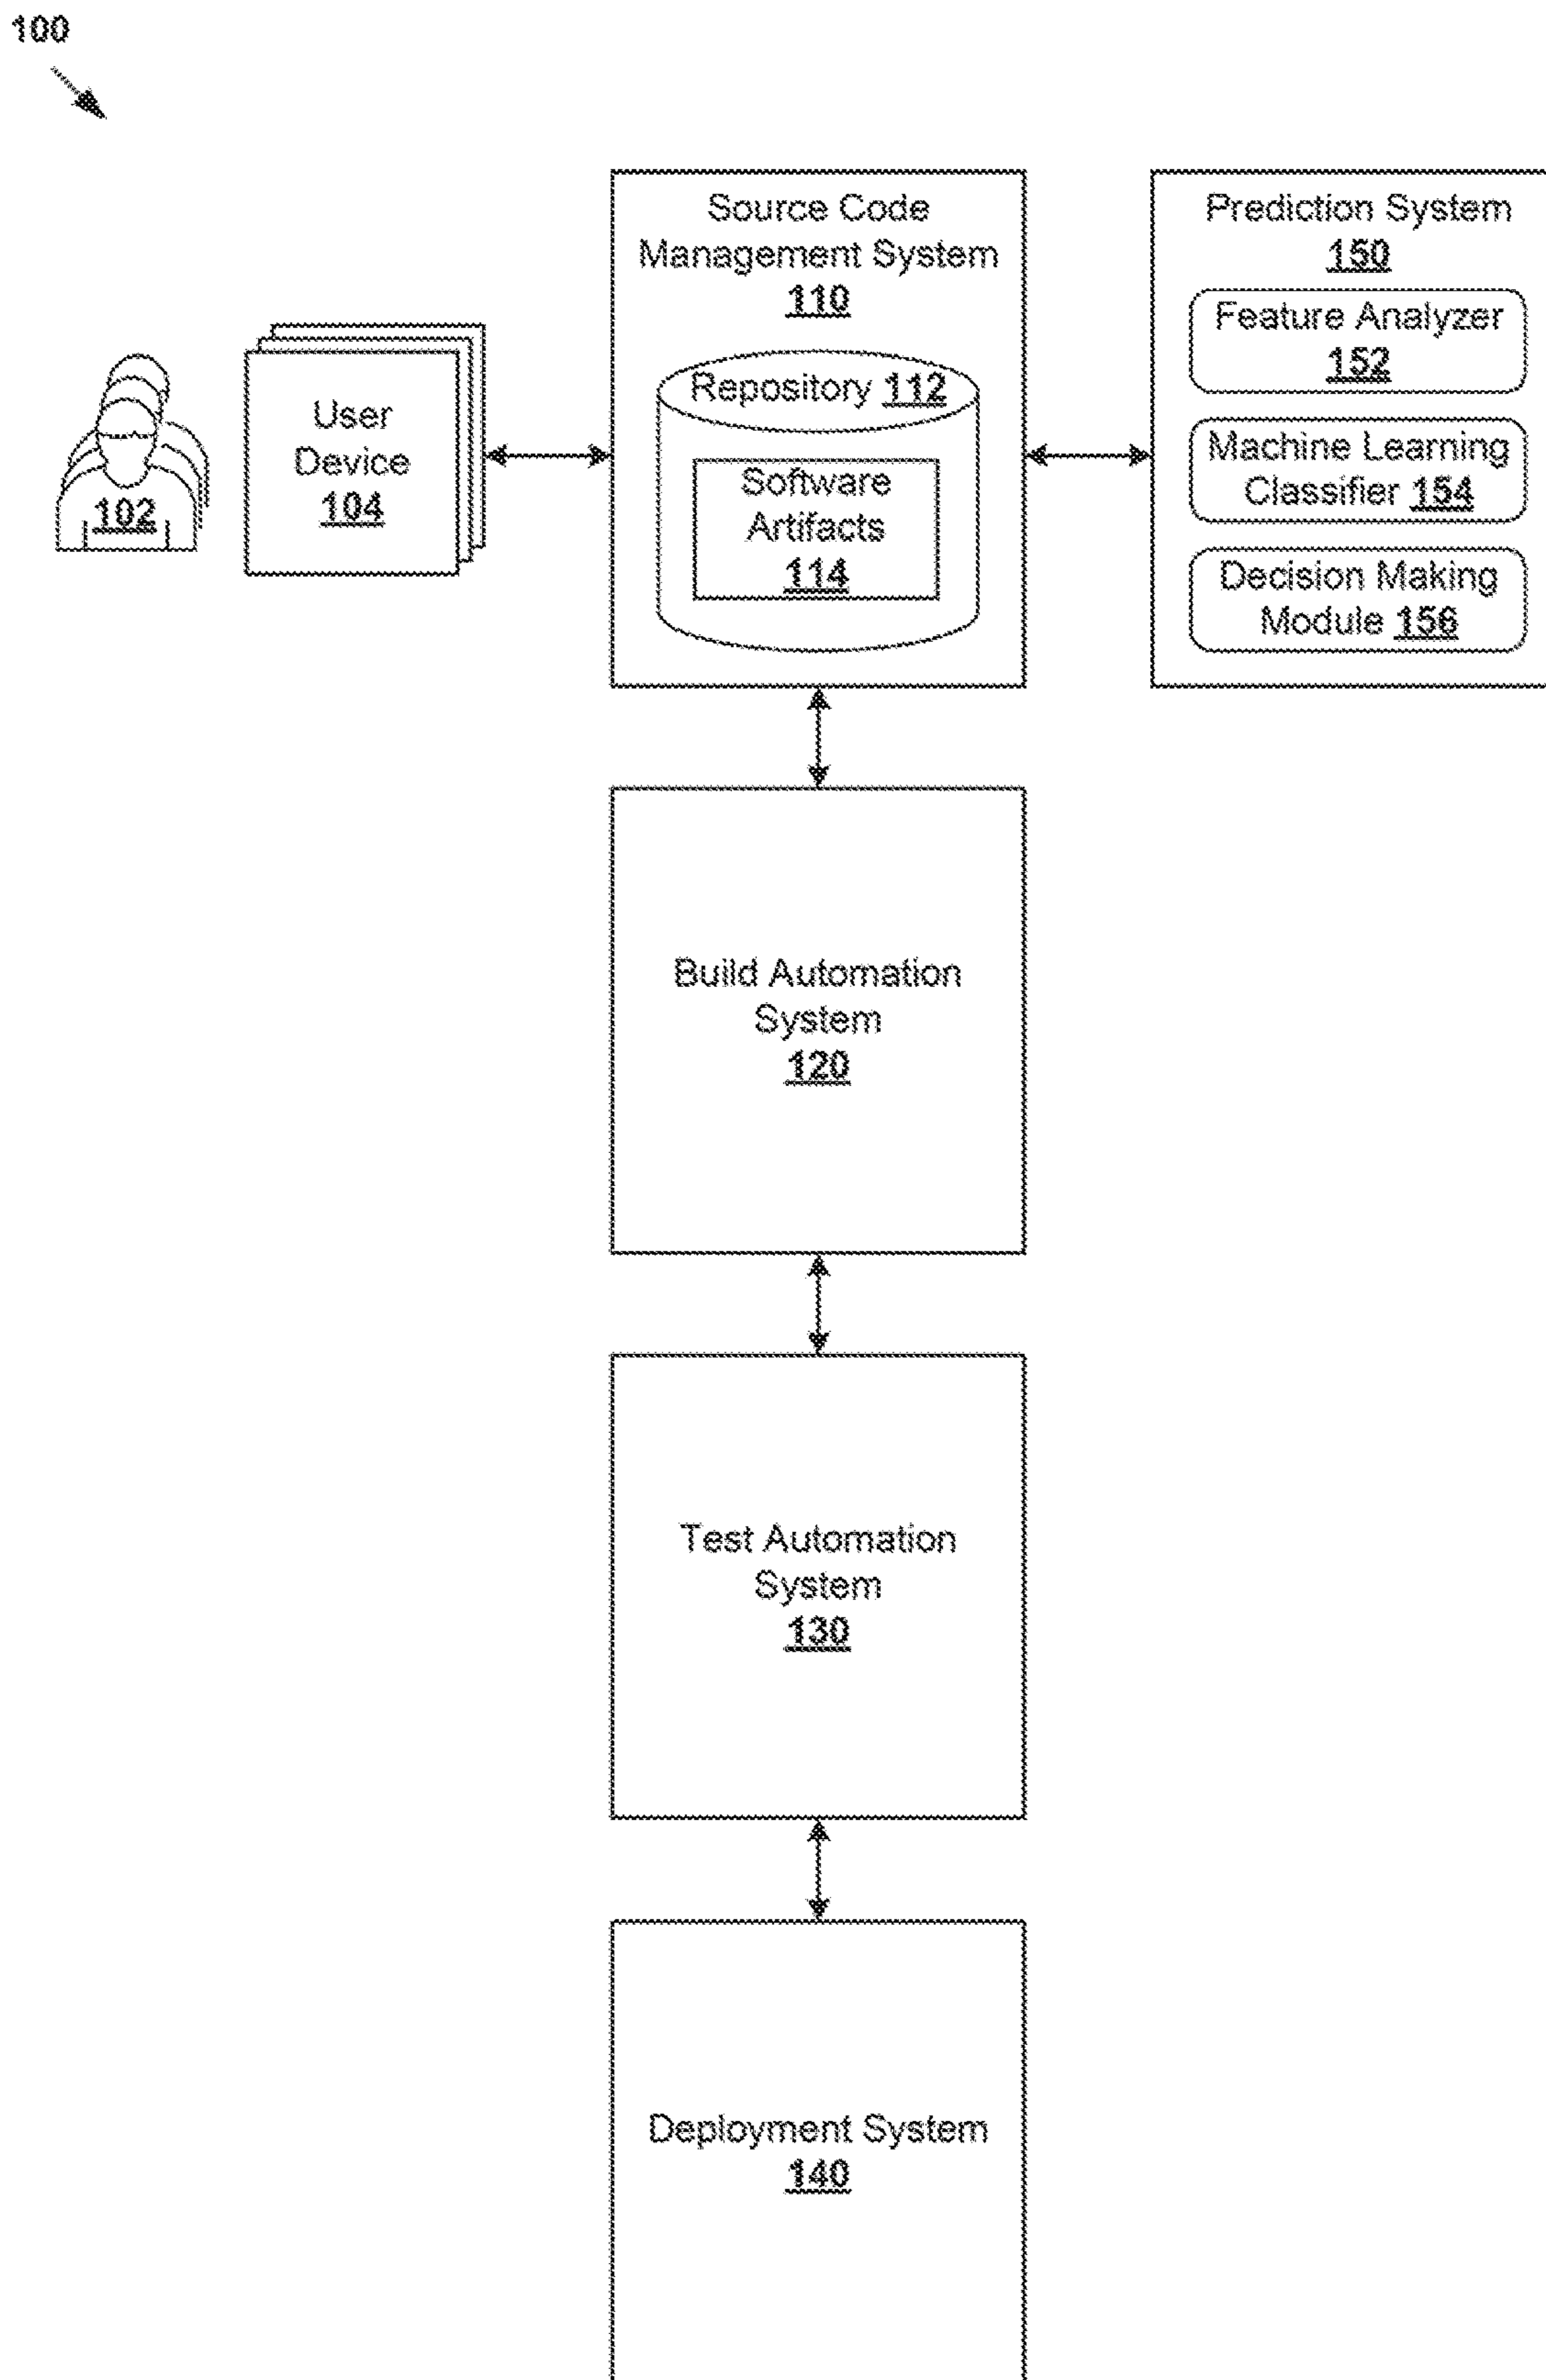 100
Source Code
Management System
110
Repository 112
Software
Artifacts
114
Prediction System
150
Feature Analyzer
152
Machine Learning
Classifier 154
Decision Making
Module 156
User
Device
104
102
Build Automation
System
120
Test Automation
System
130
Deployment System
140